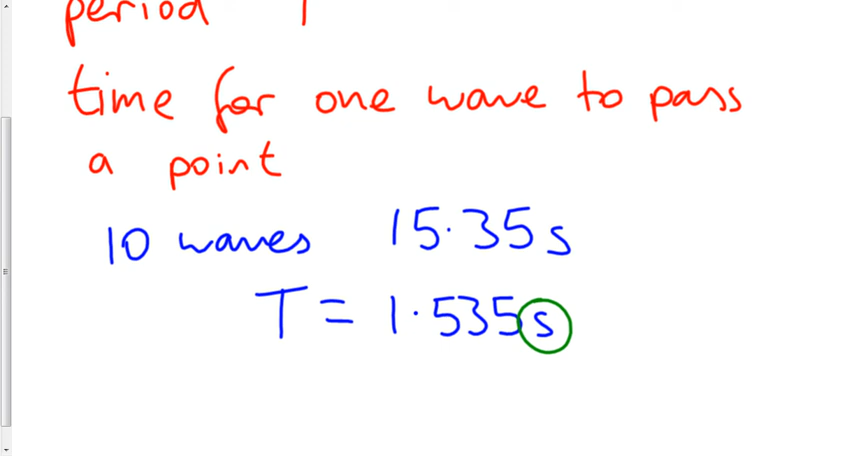 period
time for one wave to pass
a point
10 waves 15.35 s
T = 1.535 s